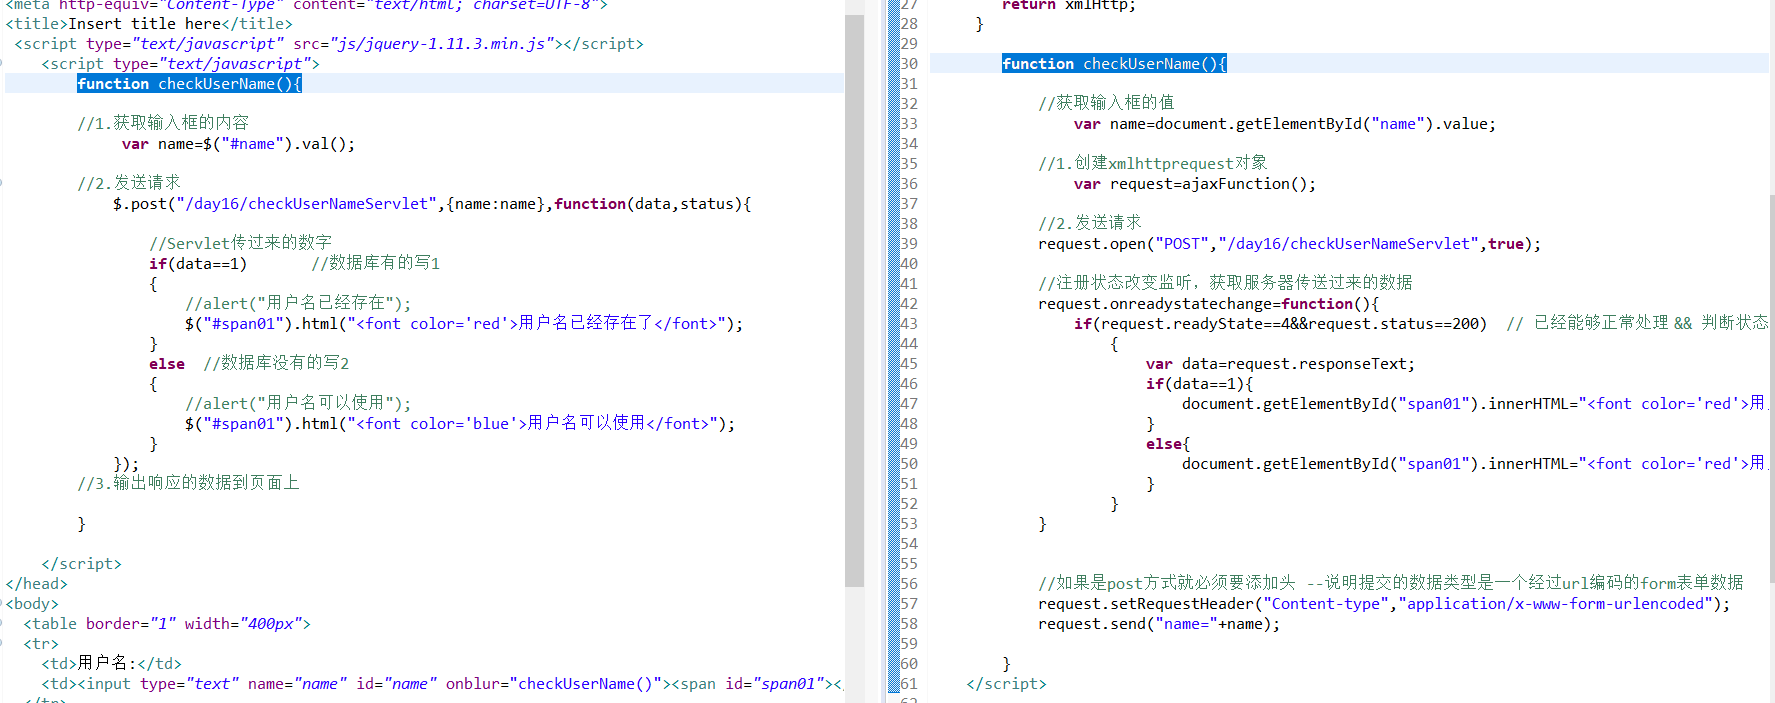 <meta http-equiv="Content-Type" content="text/html; charset=UTF-8">
<title>Insert title here</title>
<script type="text/javascript" src="js/jquery-1.11.3.min.js"></script>
<script type="text/javascript">
function checkUserName(){
//1.获取输入框的内容
var name=$("#name").val();
//2.发送请求
$.post("/day16/checkUserNameServlet",{name:name},function(data,status){
//Servlet传过来的数字
if(data==1) //数据库有的写1
{
//alert("用户名已经存在");
$("#span01").html("<font color='red'>用户名已经存在了</font>");
}
else //数据库没有的写2
{
//alert("用户名可以使用");
$("#span01").html("<font color='blue'>用户名可以使用</font>");
}
});
//3.输出响应的数据到页面上
}
</script>
</head>
<body>
<table border="1" width="400px">
<tr>
<td>用户名:</td>
<td><input type="text" name="name" id="name" onblur="checkUserName()"><span id="span01"></
</tr>
27 return xmlHttp;
28 }
29
30 function checkUserName(){
31
32 //获取输入框的值
33 var name=document.getElementById("name").value;
34
35 //1.创建xmlhttprequest对象
36 var request=ajaxFunction();
37
38 //2.发送请求
39 request.open("POST","/day16/checkUserNameServlet",true);
40
41 //注册状态改变监听，获取服务器传送过来的数据
42 request.onreadystatechange=function(){
43 if(request.readyState==4&&request.status==200) // 已经能够正常处理 && 判断状态
44 {
45 var data=request.responseText;
46 if(data==1){
47 document.getElementById("span01").innerHTML="<font color='red'>用
48 }
49 else{
50 document.getElementById("span01").innerHTML="<font color='red'>用
51 }
52 }
53 }
54
55
56 //如果是post方式就必须要添加头 --说明提交的数据类型是一个经过url编码的form表单数据
57 request.setRequestHeader("Content-type","application/x-www-form-urlencoded");
58 request.send("name="+name);
59
60 }
61 </script>
62